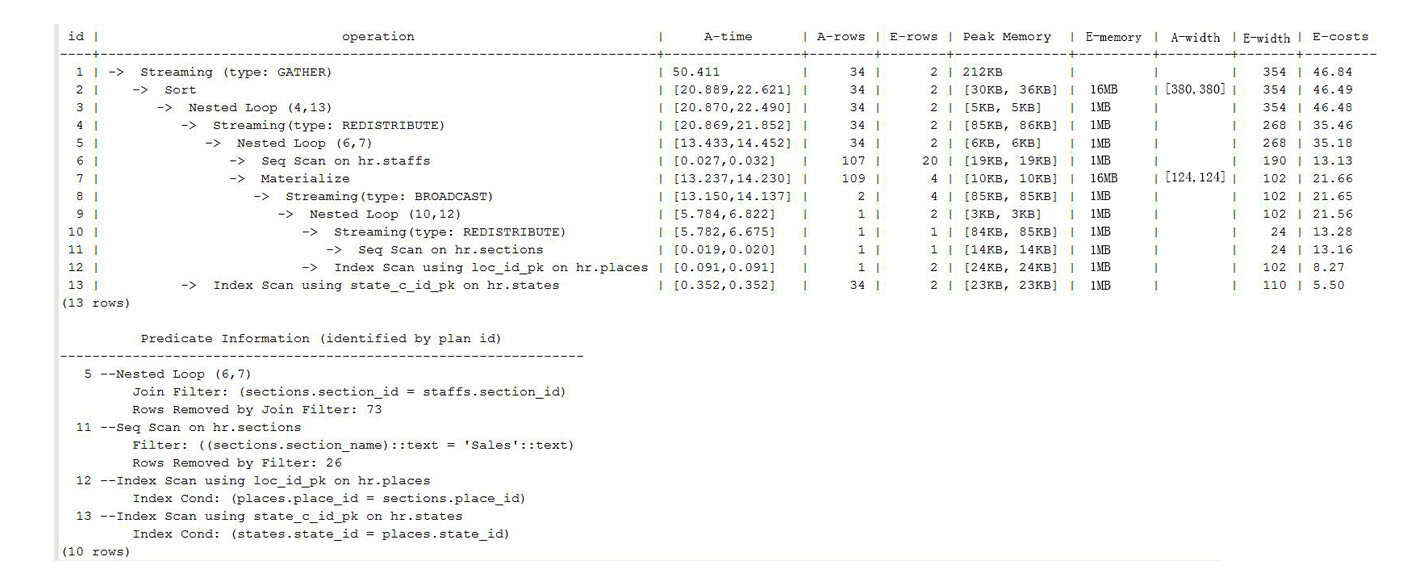 id |                              operation                               |     A-time      | A-rows | E-rows | Peak Memory  | E-memory | A-width | E-width | E-costs
----+----------------------------------------------------------------------+-----------------+--------+--------+--------------+----------+---------+---------+---------
  1 | ->  Streaming (type: GATHER)                                         | 50.411          |     34 |      2 | 212KB        |          |         |     354 | 46.84
  2 |    ->  Sort                                                          | [20.889,22.621] |     34 |      2 | [30KB, 36KB] | 16MB     |[380,380]|     354 | 46.49
  3 |       ->  Nested Loop (4,13)                                         | [20.870,22.490] |     34 |      2 | [5KB, 5KB]   | 1MB      |         |     354 | 46.48
  4 |          ->  Streaming(type: REDISTRIBUTE)                           | [20.869,21.852] |     34 |      2 | [85KB, 86KB] | 1MB      |         |     268 | 35.46
  5 |             ->  Nested Loop (6,7)                                    | [13.433,14.452] |     34 |      2 | [6KB, 6KB]   | 1MB      |         |     268 | 35.18
  6 |                ->  Seq Scan on hr.staffs                             | [0.027,0.032]   |    107 |     20 | [19KB, 19KB] | 1MB      |         |     190 | 13.13
  7 |                ->  Materialize                                       | [13.237,14.230] |    109 |      4 | [10KB, 10KB] | 16MB     |[124,124]|     102 | 21.66
  8 |                   ->  Streaming(type: BROADCAST)                     | [13.150,14.137] |      2 |      4 | [85KB, 85KB] | 1MB      |         |     102 | 21.65
  9 |                      ->  Nested Loop (10,12)                         | [5.784,6.822]   |      1 |      2 | [3KB, 3KB]   | 1MB      |         |     102 | 21.56
 10 |                         ->  Streaming(type: REDISTRIBUTE)            | [5.782,6.675]   |      1 |      1 | [84KB, 85KB] | 1MB      |         |      24 | 13.28
 11 |                            ->  Seq Scan on hr.sections               | [0.019,0.020]   |      1 |      1 | [14KB, 14KB] | 1MB      |         |      24 | 13.16
 12 |                         ->  Index Scan using loc_id_pk on hr.places  | [0.091,0.091]   |      1 |      2 | [24KB, 24KB] | 1MB      |         |     102 | 8.27
 13 |          ->  Index Scan using state_c_id_pk on hr.states             | [0.352,0.352]   |     34 |      2 | [23KB, 23KB] | 1MB      |         |     110 | 5.50
(13 rows)
Predicate Information (identified by plan id)
-----------------------------------------------------------------
5 --Nested Loop (6,7)
Join Filter: (sections.section_id = staffs.section_id)
Rows Removed by Join Filter: 73
11 --Seq Scan on hr.sections
Filter: ((sections.section_name)::text = 'Sales'::text)
Rows Removed by Filter: 26
12 --Index Scan using loc_id_pk on hr.places
Index Cond: (places.place_id = sections.place_id)
13 --Index Scan using state_c_id_pk on hr.states
Index Cond: (states.state_id = places.state_id)
(10 rows)